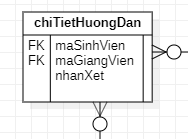 chiTietHuongDan
FK maSinhVien
FK maGiangVien
nhanXet